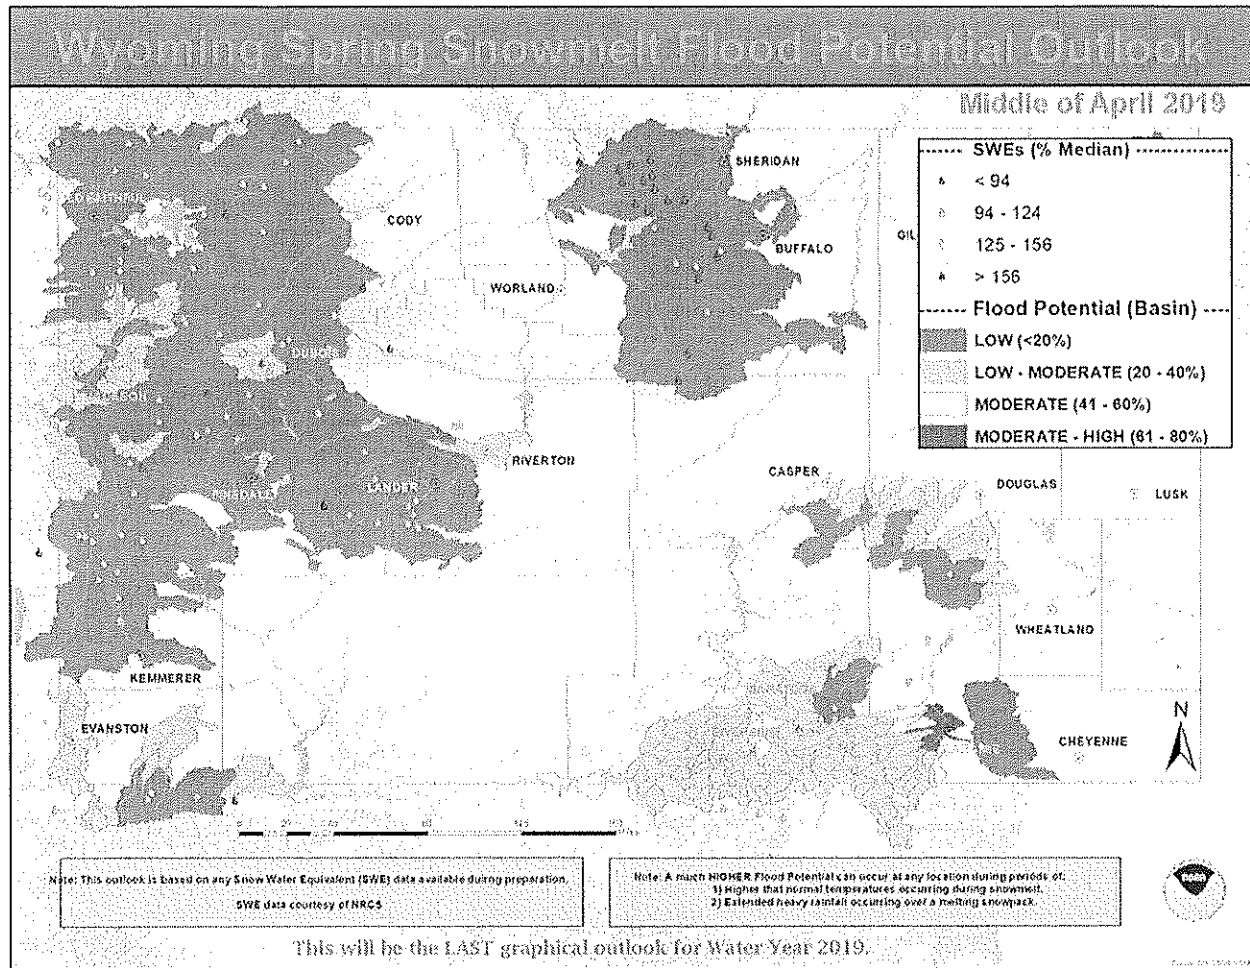 Wyoming Spring Snowmelt Flood Potential Outlook
Middle of April 2019
SWEs (% Median)
< 94
94 - 124
125 - 156
> 156
Flood Potential (Basin)
LOW (<20%)
LOW - MODERATE (20 - 40%)
MODERATE (41 - 60%)
MODERATE - HIGH (61 - 80%)
SHERIDAN
CODY
BUFFALO
GIL
WORLAND
DUBOIS
JACKSON
RIVERTON
CASPER
DOUGLAS
LUSK
PINEDALE
LANDER
WHEATLAND
KEMMERER
EVANSTON
CHEYENNE
N
Note: This outlook is based on any Snow Water Equivalent (SWE) data available during preparation.
SWE data courtesy of NRCS
Note: A much HIGHER Flood Potential can occur at any location during periods of:
1) Higher that normal temperatures occurring during snowmelt.
2) Extended heavy rainfall occurring over a melting snowpack.
This will be the LAST graphical outlook for Water Year 2019.